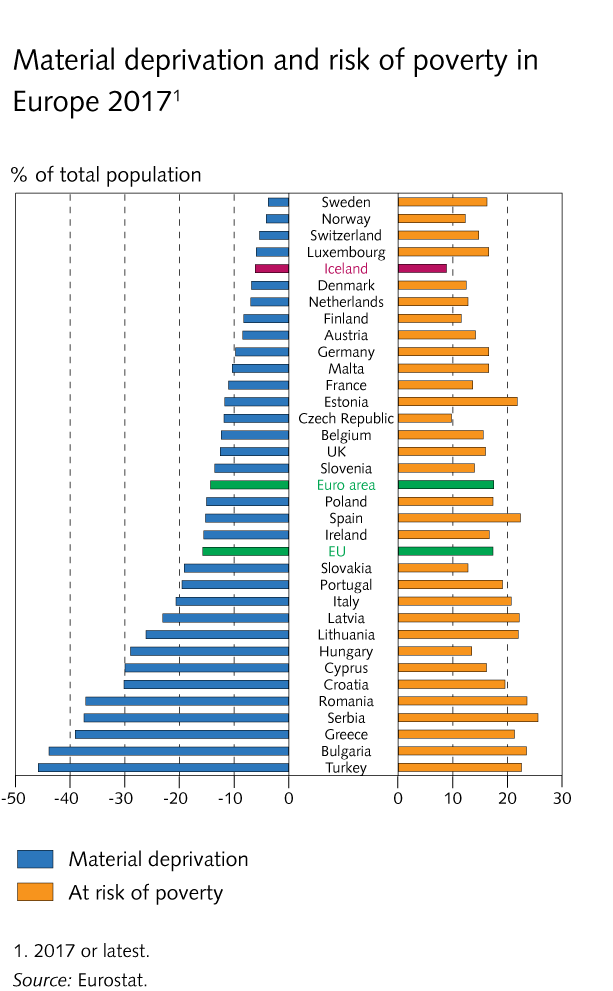 Material deprivation and risk of poverty in
Europe 2017¹
% of total population
Sweden
Norway
Switzerland
Luxembourg
Iceland
Denmark
Netherlands
Finland
Austria
Germany
Malta
France
Estonia
Czech Republic
Belgium
UK
Slovenia
Euro area
Poland
Spain
Ireland
EU
Slovakia
Portugal
Italy
Latvia
Lithuania
Hungary
Cyprus
Croatia
Romania
Serbia
Greece
Bulgaria
Turkey
-50 -40 -30 -20 -10 0 0 10 20 30
Material deprivation
At risk of poverty
1. 2017 or latest.
Source: Eurostat.